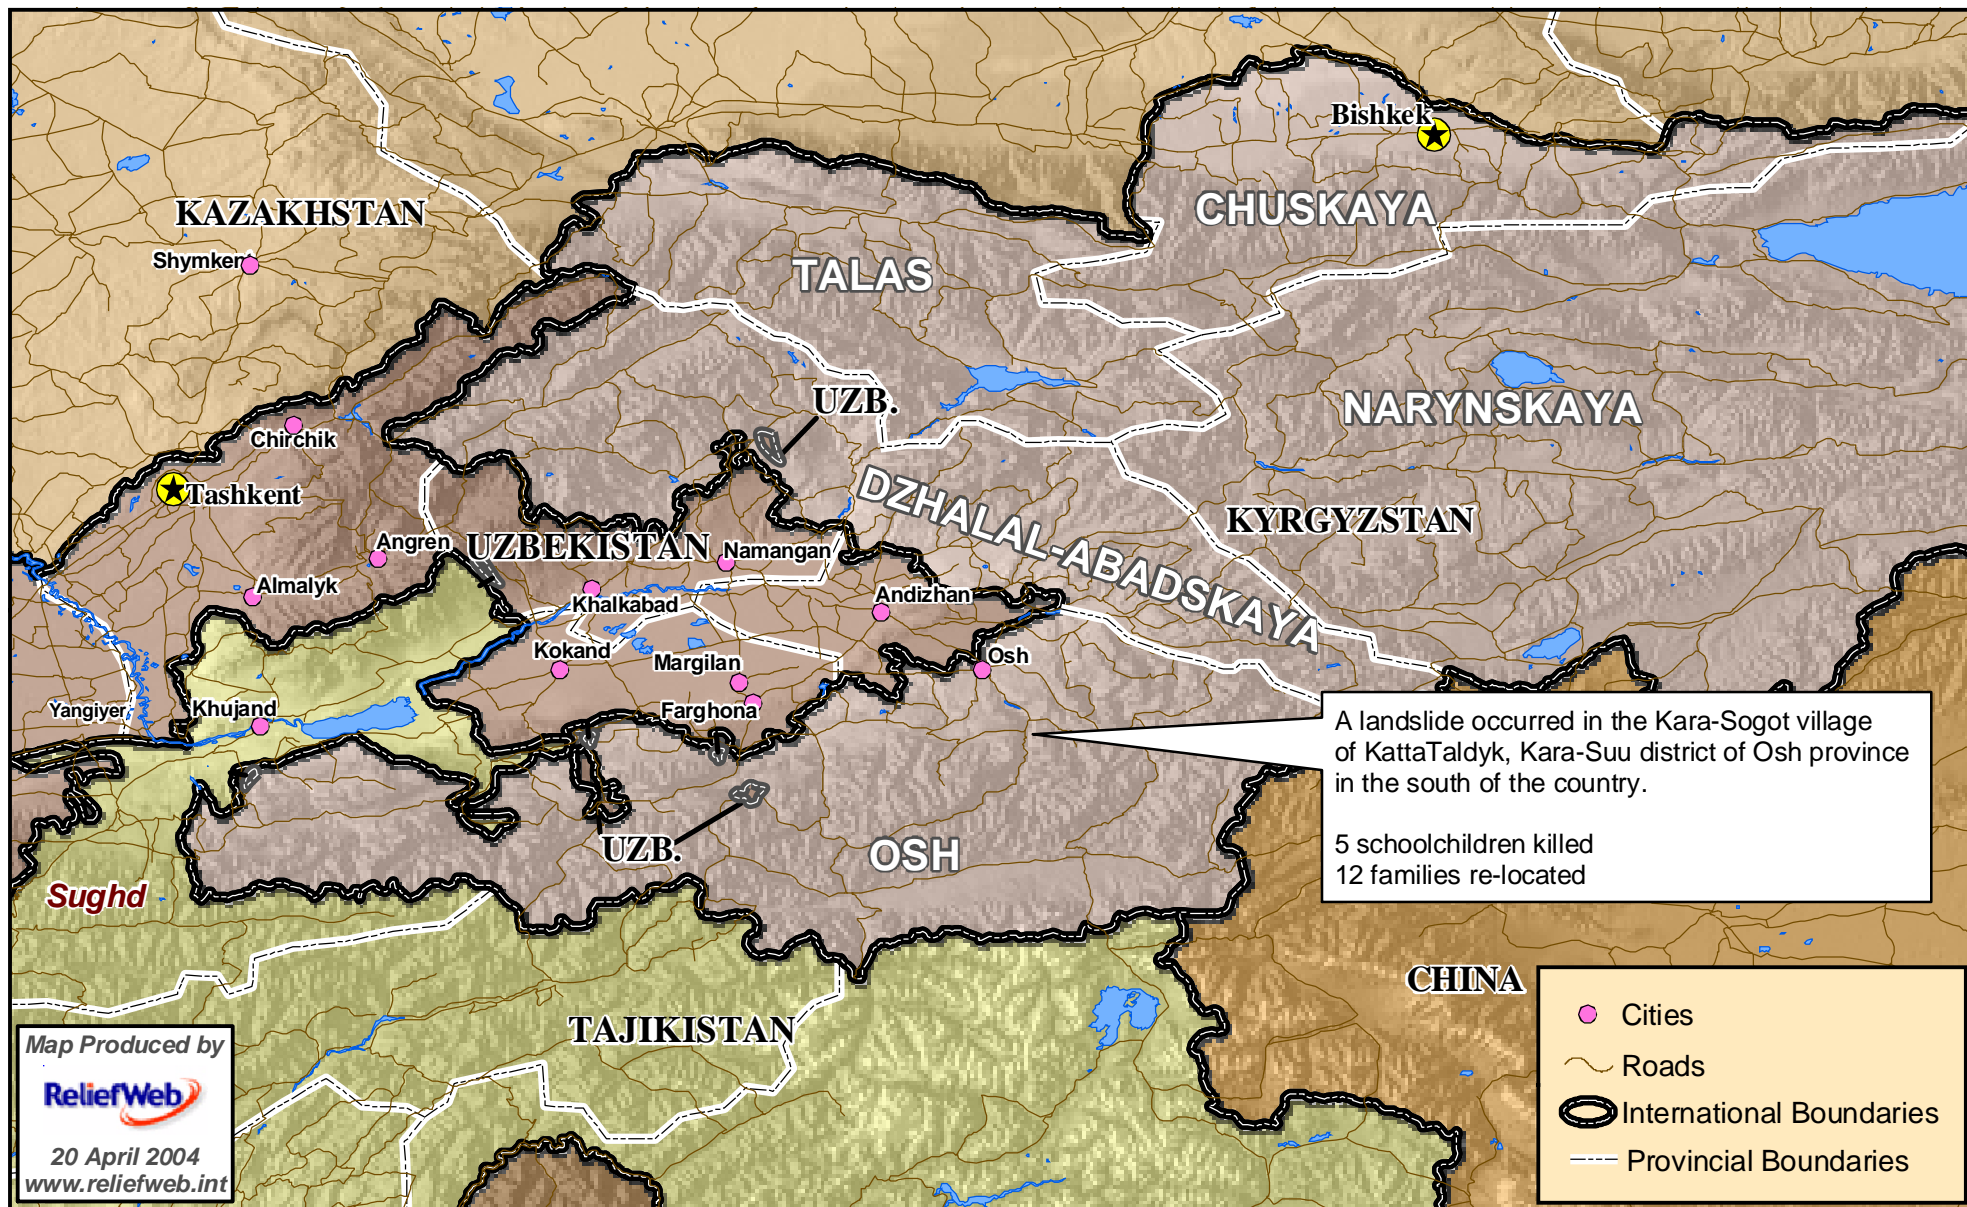 Bishkek
CHUSKAYA
KAZAKHSTAN
Shymkent
TALAS
UZB.
NARYNSKAYA
Chirchik
Tashkent
DZHALAL-ABADSKAYA
KYRGYZSTAN
Angren
UZBEKISTAN
Namangan
Almalyk
Khalkabad
Andizhan
Kokand
Margilan
Osh
Yangiyer
Khujand
Farghona
A landslide occurred in the Kara-Sogot village
of KattaTaldyk, Kara-Suu district of Osh province
in the south of the country.
5 schoolchildren killed
12 families re-located
UZB.
OSH
Sughd
CHINA
TAJIKISTAN
Map Produced by
ReliefWeb
20 April 2004
www.reliefweb.int
Cities
Roads
International Boundaries
Provincial Boundaries